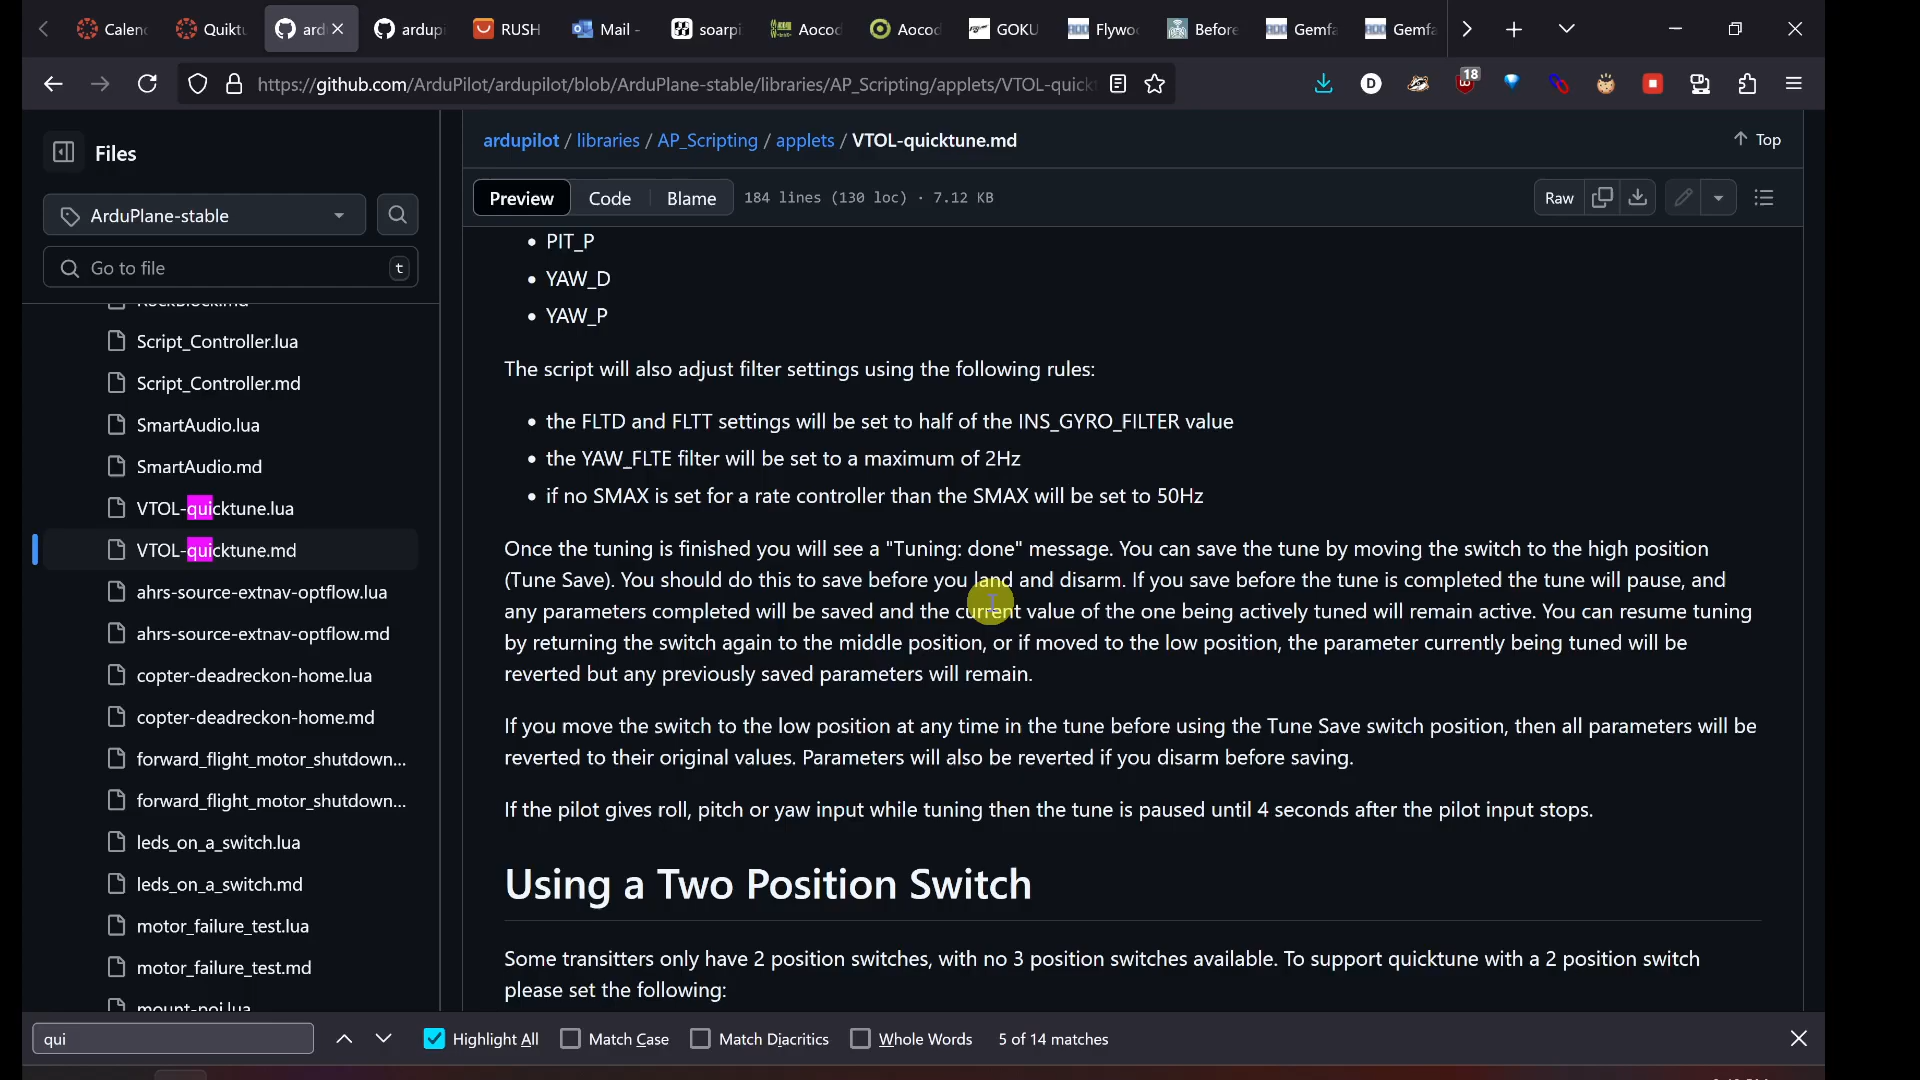 Calenc
Quiktu
ard
ardupi
RUSH
Mail -
soarpi
Aocod
Aocod
GOKU
Flywoo
Before
Gemfa
Gemfa
https://github.com/ArduPilot/ardupilot/blob/ArduPlane-stable/libraries/AP_Scripting/applets/VTOL-quickt
18
Files
ArduPlane-stable
Go to file
t
RockBlock.md
Script_Controller.lua
Script_Controller.md
SmartAudio.lua
SmartAudio.md
VTOL-quicktune.lua
VTOL-quicktune.md
ahrs-source-extnav-optflow.lua
ahrs-source-extnav-optflow.md
copter-deadreckon-home.lua
copter-deadreckon-home.md
forward_flight_motor_shutdown...
forward_flight_motor_shutdown...
leds_on_a_switch.lua
leds_on_a_switch.md
motor_failure_test.lua
motor_failure_test.md
mount-poi.lua
ardupilot / libraries / AP_Scripting / applets / VTOL-quicktune.md
Top
Preview Code Blame 184 lines (130 loc) · 7.12 KB
Raw
• PIT_P
• YAW_D
• YAW_P
The script will also adjust filter settings using the following rules:
• the FLTD and FLTT settings will be set to half of the INS_GYRO_FILTER value
• the YAW_FLTE filter will be set to a maximum of 2Hz
• if no SMAX is set for a rate controller than the SMAX will be set to 50Hz
Once the tuning is finished you will see a "Tuning: done" message. You can save the tune by moving the switch to the high position
(Tune Save). You should do this to save before you land and disarm. If you save before the tune is completed the tune will pause, and
any parameters completed will be saved and the current value of the one being actively tuned will remain active. You can resume tuning
by returning the switch again to the middle position, or if moved to the low position, the parameter currently being tuned will be
reverted but any previously saved parameters will remain.
If you move the switch to the low position at any time in the tune before using the Tune Save switch position, then all parameters will be
reverted to their original values. Parameters will also be reverted if you disarm before saving.
If the pilot gives roll, pitch or yaw input while tuning then the tune is paused until 4 seconds after the pilot input stops.
Using a Two Position Switch
Some transitters only have 2 position switches, with no 3 position switches available. To support quicktune with a 2 position switch
please set the following:
qui
Highlight All
Match Case
Match Diacritics
Whole Words
5 of 14 matches